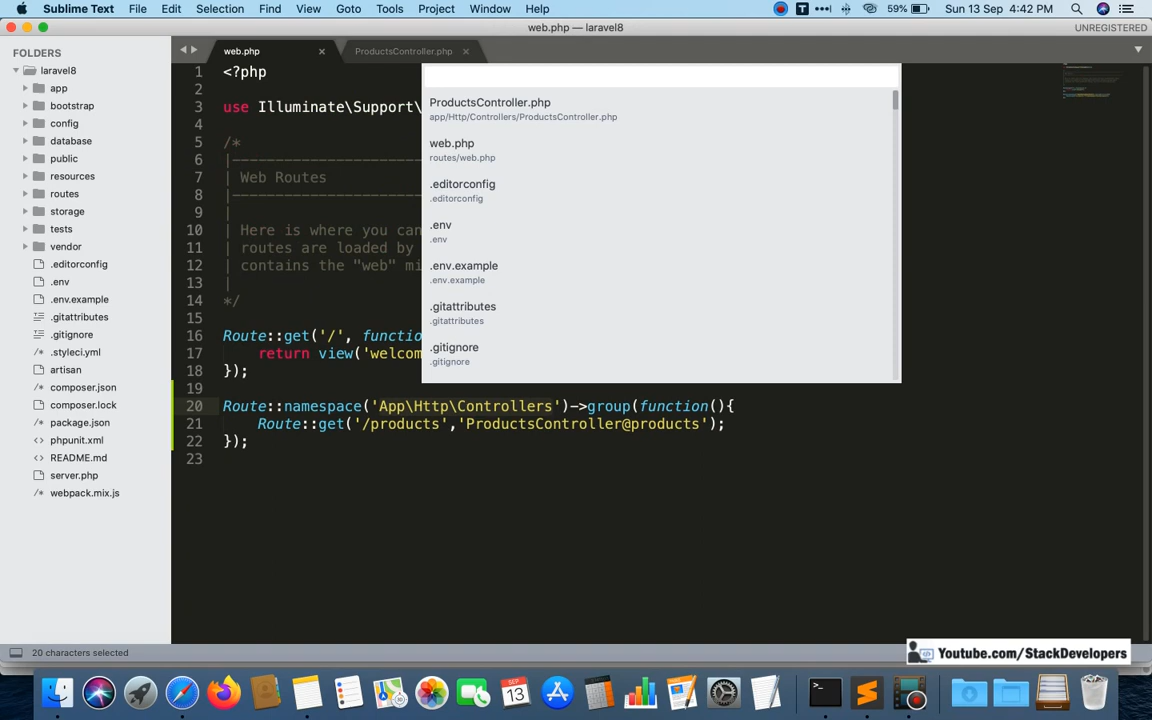 Sublime Text File Edit Selection Find View Goto Tools Project Window Help 59% Sun 13 Sep 4:42 PM
web.php — laravel8 UNREGISTERED
FOLDERS
laravel8
app
bootstrap
config
database
public
resources
routes
storage
tests
vendor
.editorconfig
.env
.env.example
.gitattributes
.gitignore
.styleci.yml
artisan
composer.json
composer.lock
package.json
phpunit.xml
README.md
server.php
webpack.mix.js
web.php ProductsController.php
1 <?php
2
3 use Illuminate\Support\
4
5 /*
6 |
7 | Web Routes
8 |
9 |
10 | Here is where you can
11 | routes are loaded by
12 | contains the "web" mi
13 |
14 */
15
16 Route::get('/', functio
17 return view('welcom
18 });
19
20 Route::namespace('App\Http\Controllers')->group(function(){
21 Route::get('/products','ProductsController@products');
22 });
23
ProductsController.php
app/Http/Controllers/ProductsController.php
web.php
routes/web.php
.editorconfig
.editorconfig
.env
.env
.env.example
.env.example
.gitattributes
.gitattributes
.gitignore
.gitignore
20 characters selected
Youtube.com/StackDevelopers
SEP
13